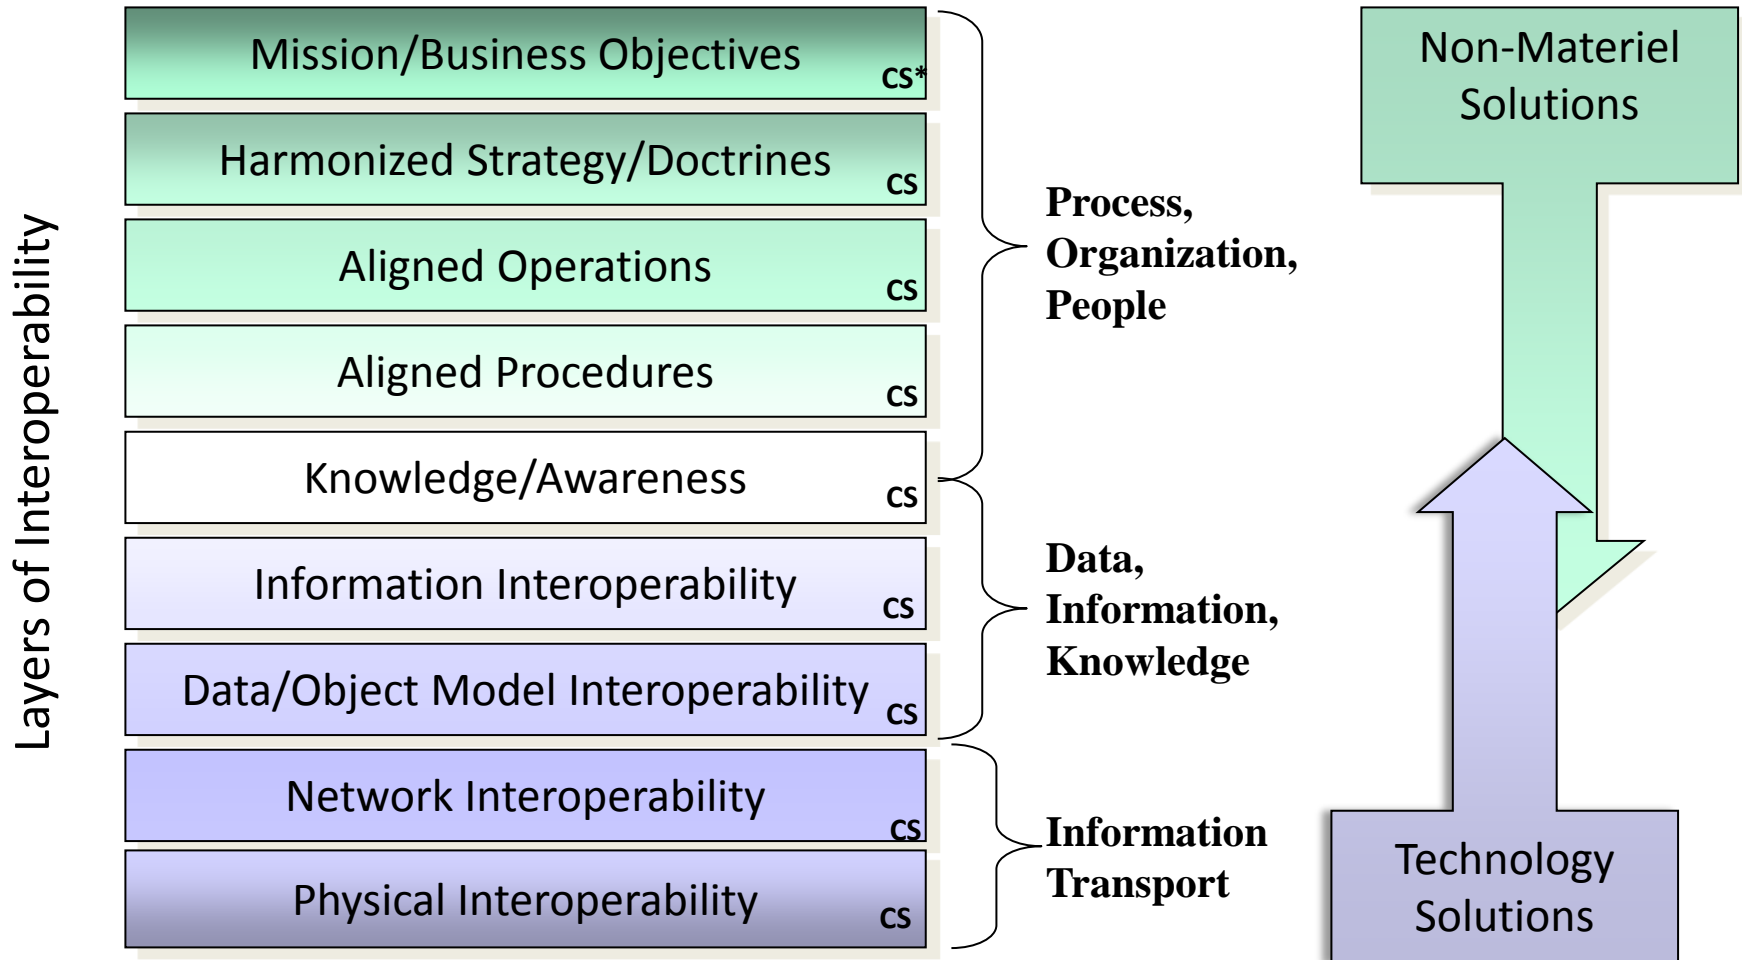 Layers of Interoperability
Mission/Business Objectives
CS*
Harmonized Strategy/Doctrines
CS
Aligned Operations
CS
Aligned Procedures
CS
Knowledge/Awareness
CS
Information Interoperability
CS
Data/Object Model Interoperability
CS
Network Interoperability
CS
Physical Interoperability
CS
Process,
Organization,
People
Data,
Information,
Knowledge
Information
Transport
Non-Materiel
Solutions
Technology
Solutions